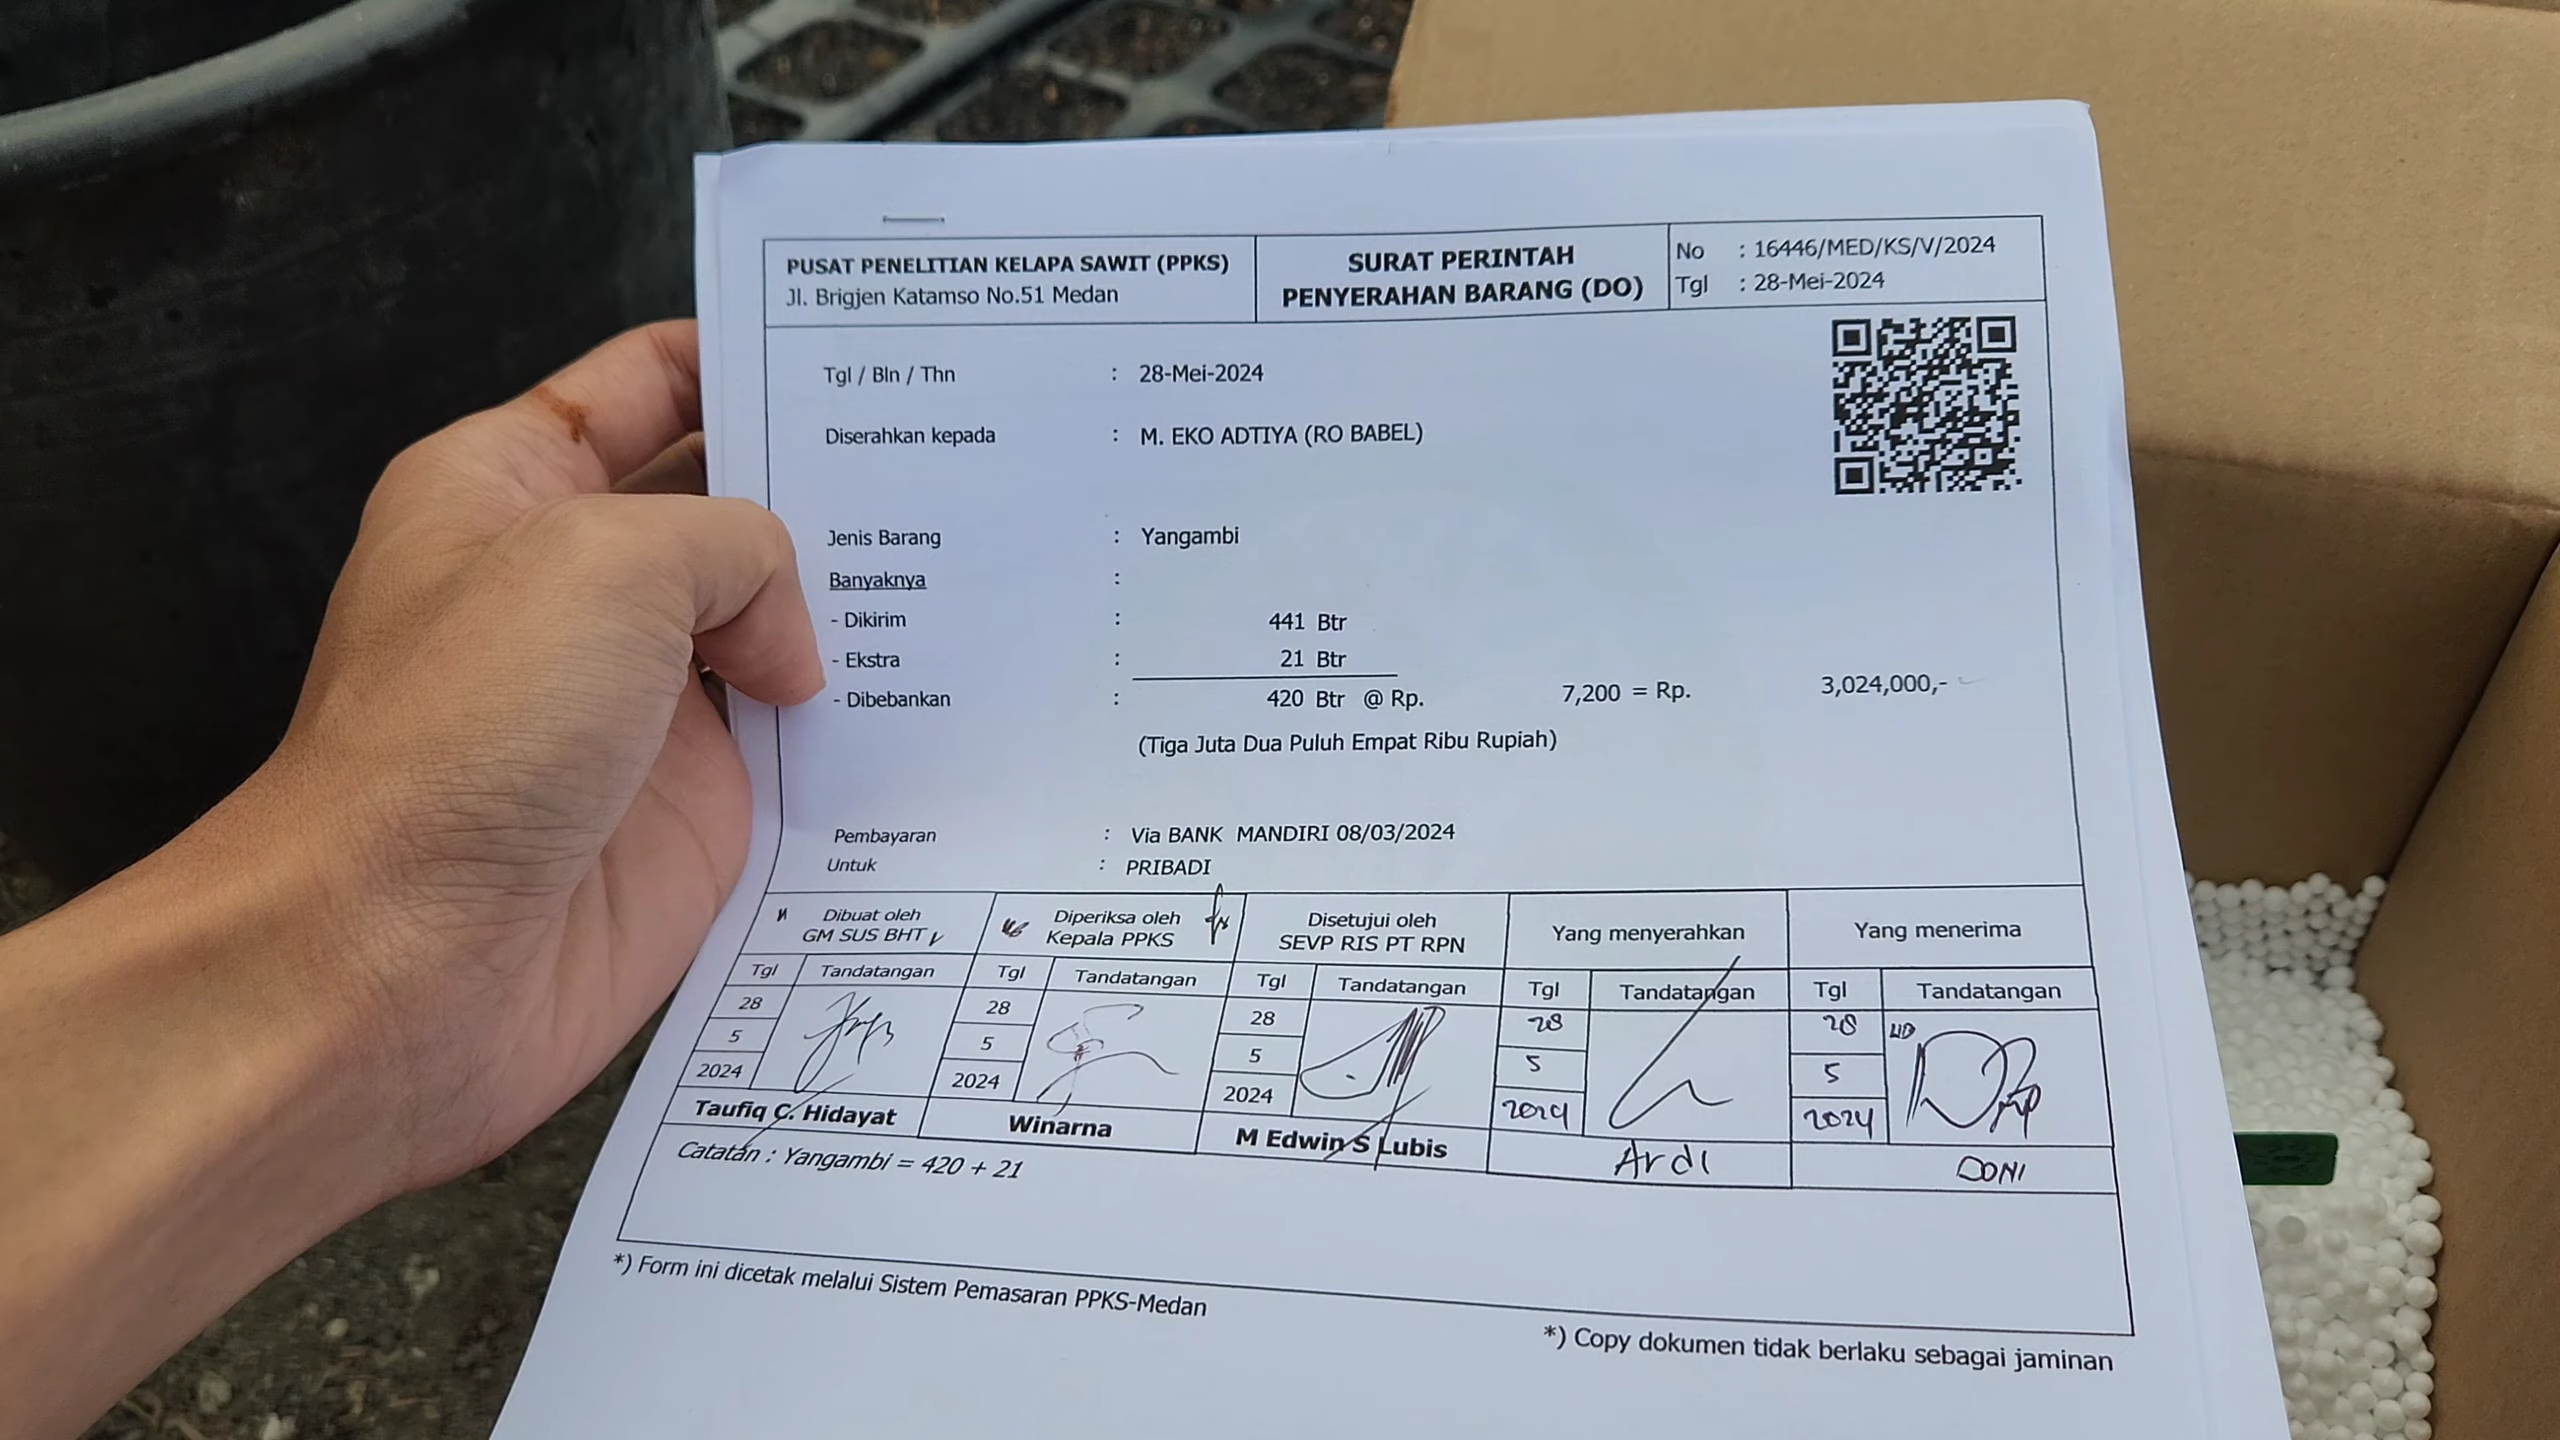 PUSAT PENELITIAN KELAPA SAWIT (PPKS)
Jl. Brigjen Katamso No.51 Medan
SURAT PERINTAH
PENYERAHAN BARANG (DO)
No : 16446/MED/KS/V/2024
Tgl : 28-Mei-2024
Tgl / Bln / Thn : 28-Mei-2024
Diserahkan kepada : M. EKO ADTIYA (RO BABEL)
Jenis Barang : Yangambi
Banyaknya :
- Dikirim : 441 Btr
- Ekstra : 21 Btr
- Dibebankan : 420 Btr @ Rp. 7,200 = Rp. 3,024,000,-
(Tiga Juta Dua Puluh Empat Ribu Rupiah)
Pembayaran : Via BANK MANDIRI 08/03/2024
Untuk : PRIBADI
Dibuat oleh
GM SUS BHT
Diperiksa oleh
Kepala PPKS
Disetujui oleh
SEVP RIS PT RPN
Yang menyerahkan
Yang menerima
Tgl Tandatangan Tgl Tandatangan Tgl Tandatangan Tgl Tandatangan Tgl Tandatangan
28 28 28 28 28
5 5 5 5 5
2024 2024 2024 2024 2024
Taufiq C. Hidayat Winarna M Edwin S Lubis Ardi DONI
Catatan : Yangambi = 420 + 21
*) Form ini dicetak melalui Sistem Pemasaran PPKS-Medan
*) Copy dokumen tidak berlaku sebagai jaminan